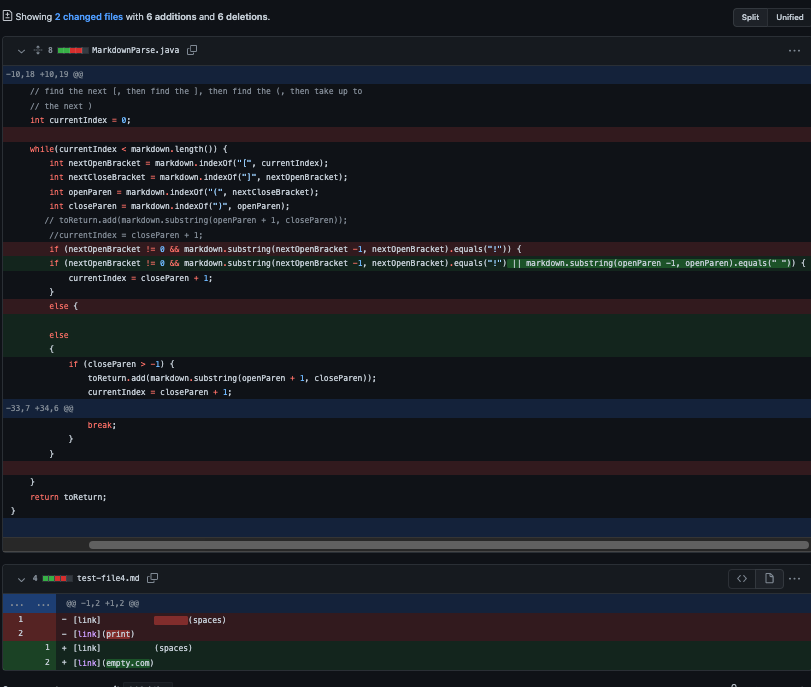 Showing 2 changed files with 6 additions and 6 deletions.
Split Unified
8 MarkdownParse.java
-10,18 +10,19 @@
// find the next [, then find the ], then find the (, then take up to
// the next )
int currentIndex = 0;
while(currentIndex < markdown.length()) {
int nextOpenBracket = markdown.indexOf("[", currentIndex);
int nextCloseBracket = markdown.indexOf("]", nextOpenBracket);
int openParen = markdown.indexOf("(", nextCloseBracket);
int closeParen = markdown.indexOf(")", openParen);
// toReturn.add(markdown.substring(openParen + 1, closeParen));
//currentIndex = closeParen + 1;
if (nextOpenBracket != 0 && markdown.substring(nextOpenBracket -1, nextOpenBracket).equals("!")) {
if (nextOpenBracket != 0 && markdown.substring(nextOpenBracket -1, nextOpenBracket).equals("!") || markdown.substring(openParen -1, openParen).equals(" ")) {
currentIndex = closeParen + 1;
}
else {
else
{
if (closeParen > -1) {
toReturn.add(markdown.substring(openParen + 1, closeParen));
currentIndex = closeParen + 1;
-33,7 +34,6 @@
break;
}
}
}
return toReturn;
}
4 test-file4.md
... ... @@ -1,2 +1,2 @@
1 - [link] (spaces)
2 - [link](print)
1 + [link] (spaces)
2 + [link](empty.com)